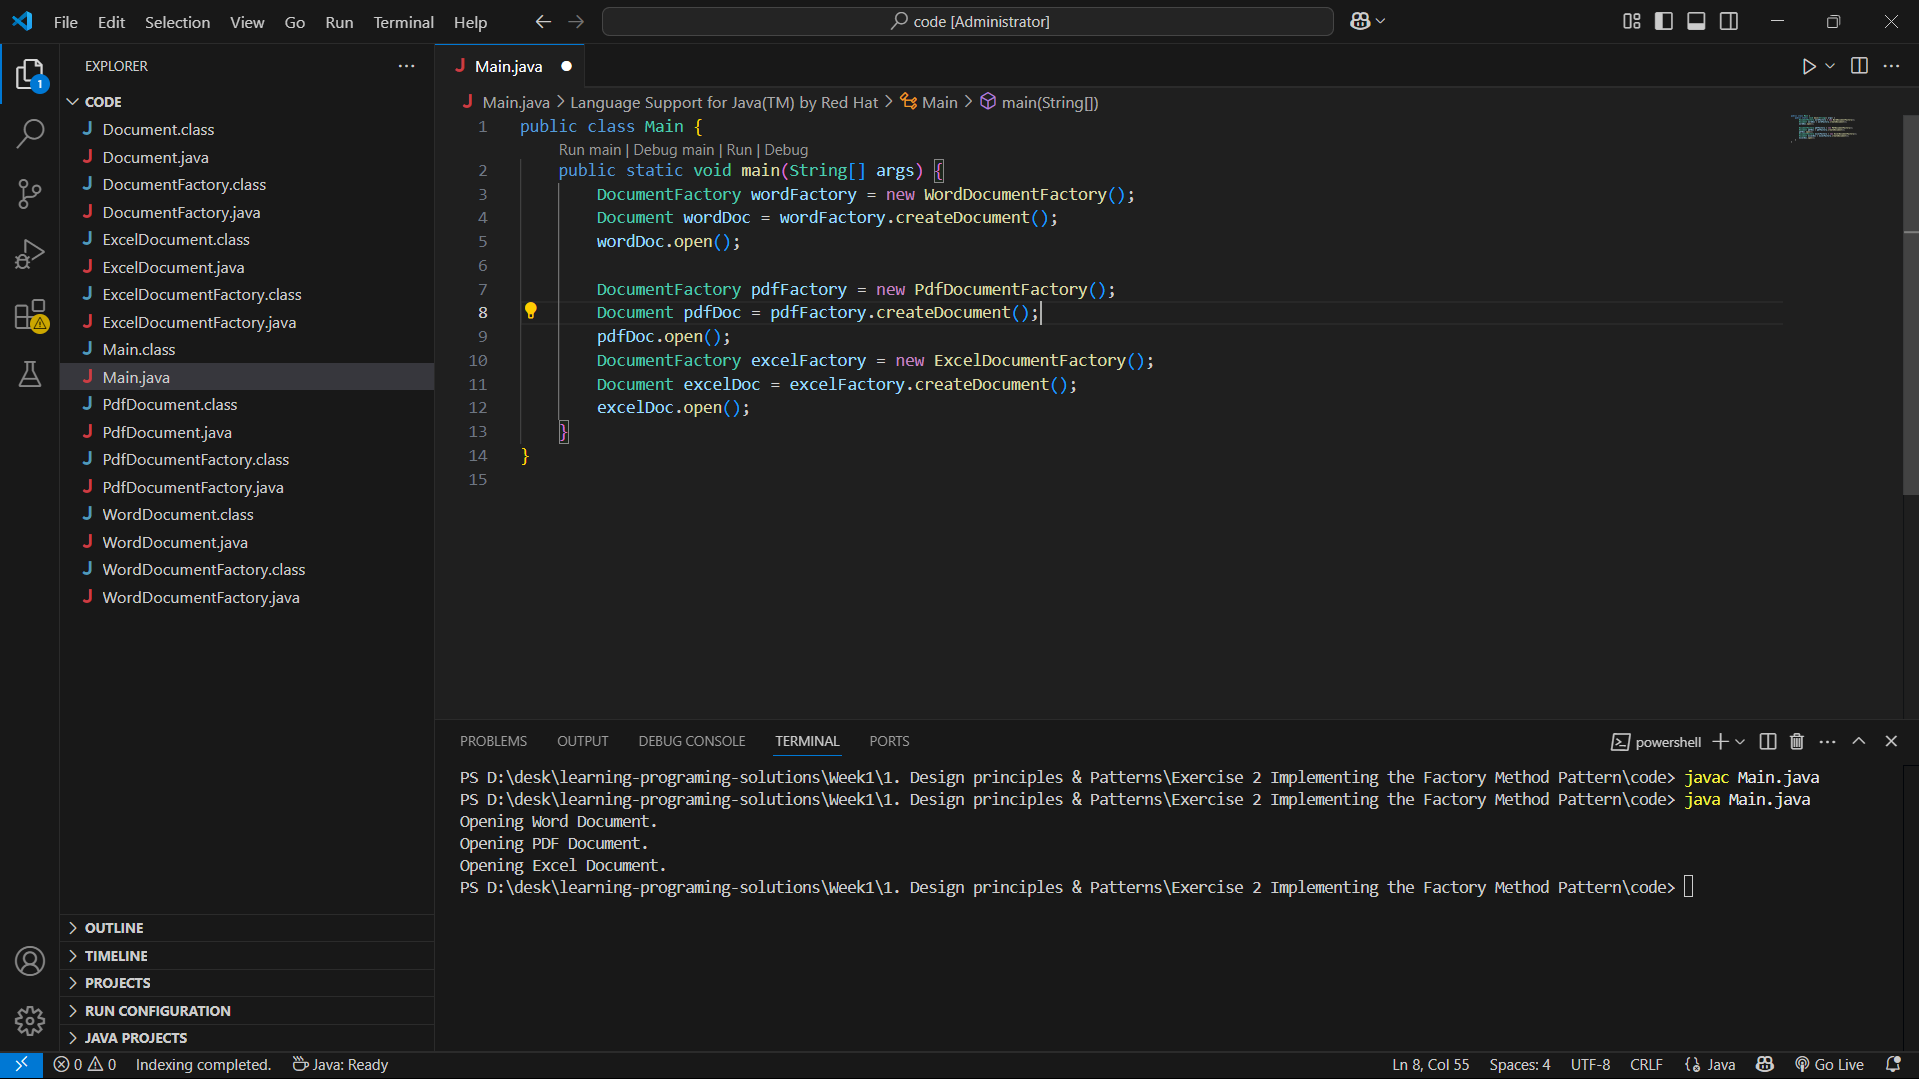 File Edit Selection View Go Run Terminal Help
code [Administrator]
EXPLORER
1
CODE
Document.class
Document.java
DocumentFactory.class
DocumentFactory.java
ExcelDocument.class
ExcelDocument.java
ExcelDocumentFactory.class
ExcelDocumentFactory.java
Main.class
Main.java
PdfDocument.class
PdfDocument.java
PdfDocumentFactory.class
PdfDocumentFactory.java
WordDocument.class
WordDocument.java
WordDocumentFactory.class
WordDocumentFactory.java
OUTLINE
TIMELINE
PROJECTS
RUN CONFIGURATION
JAVA PROJECTS
Main.java
Main.java > Language Support for Java(TM) by Red Hat > Main > main(String[])
1 public class Main {
Run main | Debug main | Run | Debug
2 public static void main(String[] args) {
3 DocumentFactory wordFactory = new WordDocumentFactory();
4 Document wordDoc = wordFactory.createDocument();
5 wordDoc.open();
6
7 DocumentFactory pdfFactory = new PdfDocumentFactory();
8 Document pdfDoc = pdfFactory.createDocument();
9 pdfDoc.open();
10 DocumentFactory excelFactory = new ExcelDocumentFactory();
11 Document excelDoc = excelFactory.createDocument();
12 excelDoc.open();
13 }
14 }
15
PROBLEMS OUTPUT DEBUG CONSOLE TERMINAL PORTS
powershell
PS D:\desk\learning-programing-solutions\Week1\1. Design principles & Patterns\Exercise 2 Implementing the Factory Method Pattern\code> javac Main.java
PS D:\desk\learning-programing-solutions\Week1\1. Design principles & Patterns\Exercise 2 Implementing the Factory Method Pattern\code> java Main.java
Opening Word Document.
Opening PDF Document.
Opening Excel Document.
PS D:\desk\learning-programing-solutions\Week1\1. Design principles & Patterns\Exercise 2 Implementing the Factory Method Pattern\code>
0 0 Indexing completed. Java: Ready
Ln 8, Col 55 Spaces: 4 UTF-8 CRLF Java Go Live